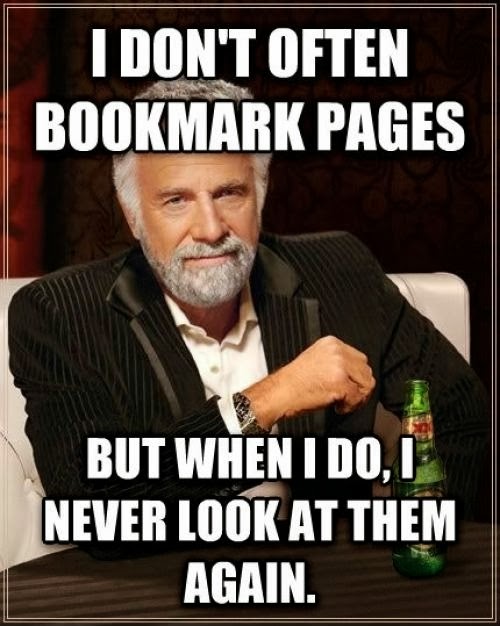 I DON'T OFTEN
BOOKMARK PAGES
BUT WHEN I DO, I
NEVER LOOK AT THEM
AGAIN.